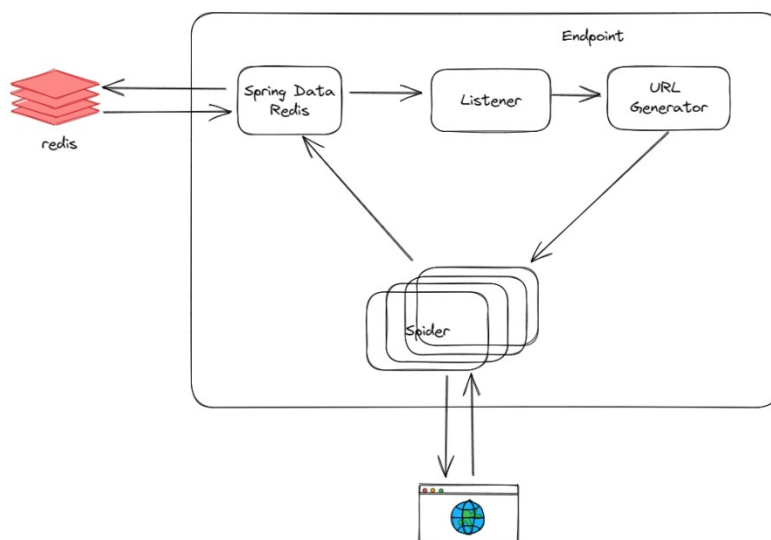 Endpoint
Spring Data
Redis
Listener
URL
Generator
redis
Spider